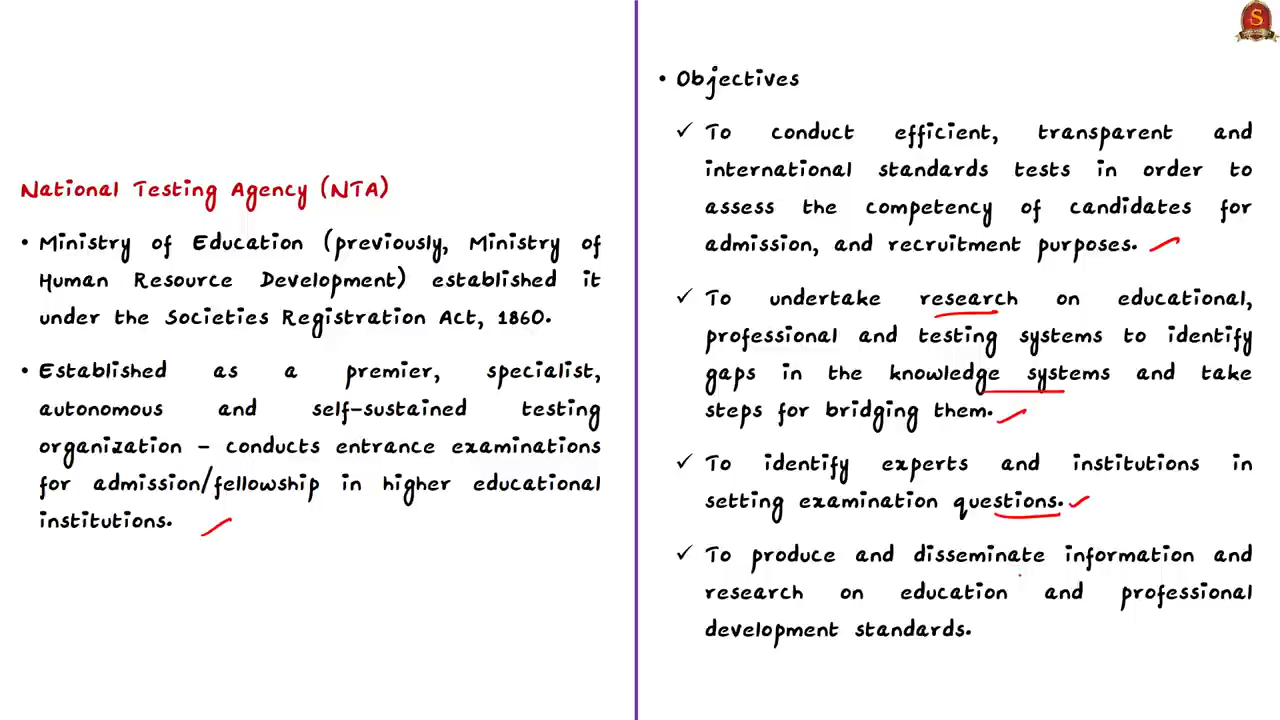 National Testing Agency (NTA)
• Ministry of Education (previously, Ministry of
Human Resource Development) established it
under the Societies Registration Act, 1860.
• Established as a premier, specialist,
autonomous and self-sustained testing
organization – conducts entrance examinations
for admission/fellowship in higher educational
institutions.
• Objectives
✓ To conduct efficient, transparent and
international standards tests in order to
assess the competency of candidates for
admission, and recruitment purposes.
✓ To undertake research on educational,
professional and testing systems to identify
gaps in the knowledge systems and take
steps for bridging them.
✓ To identify experts and institutions in
setting examination questions.
✓ To produce and disseminate information and
research on education and professional
development standards.
S